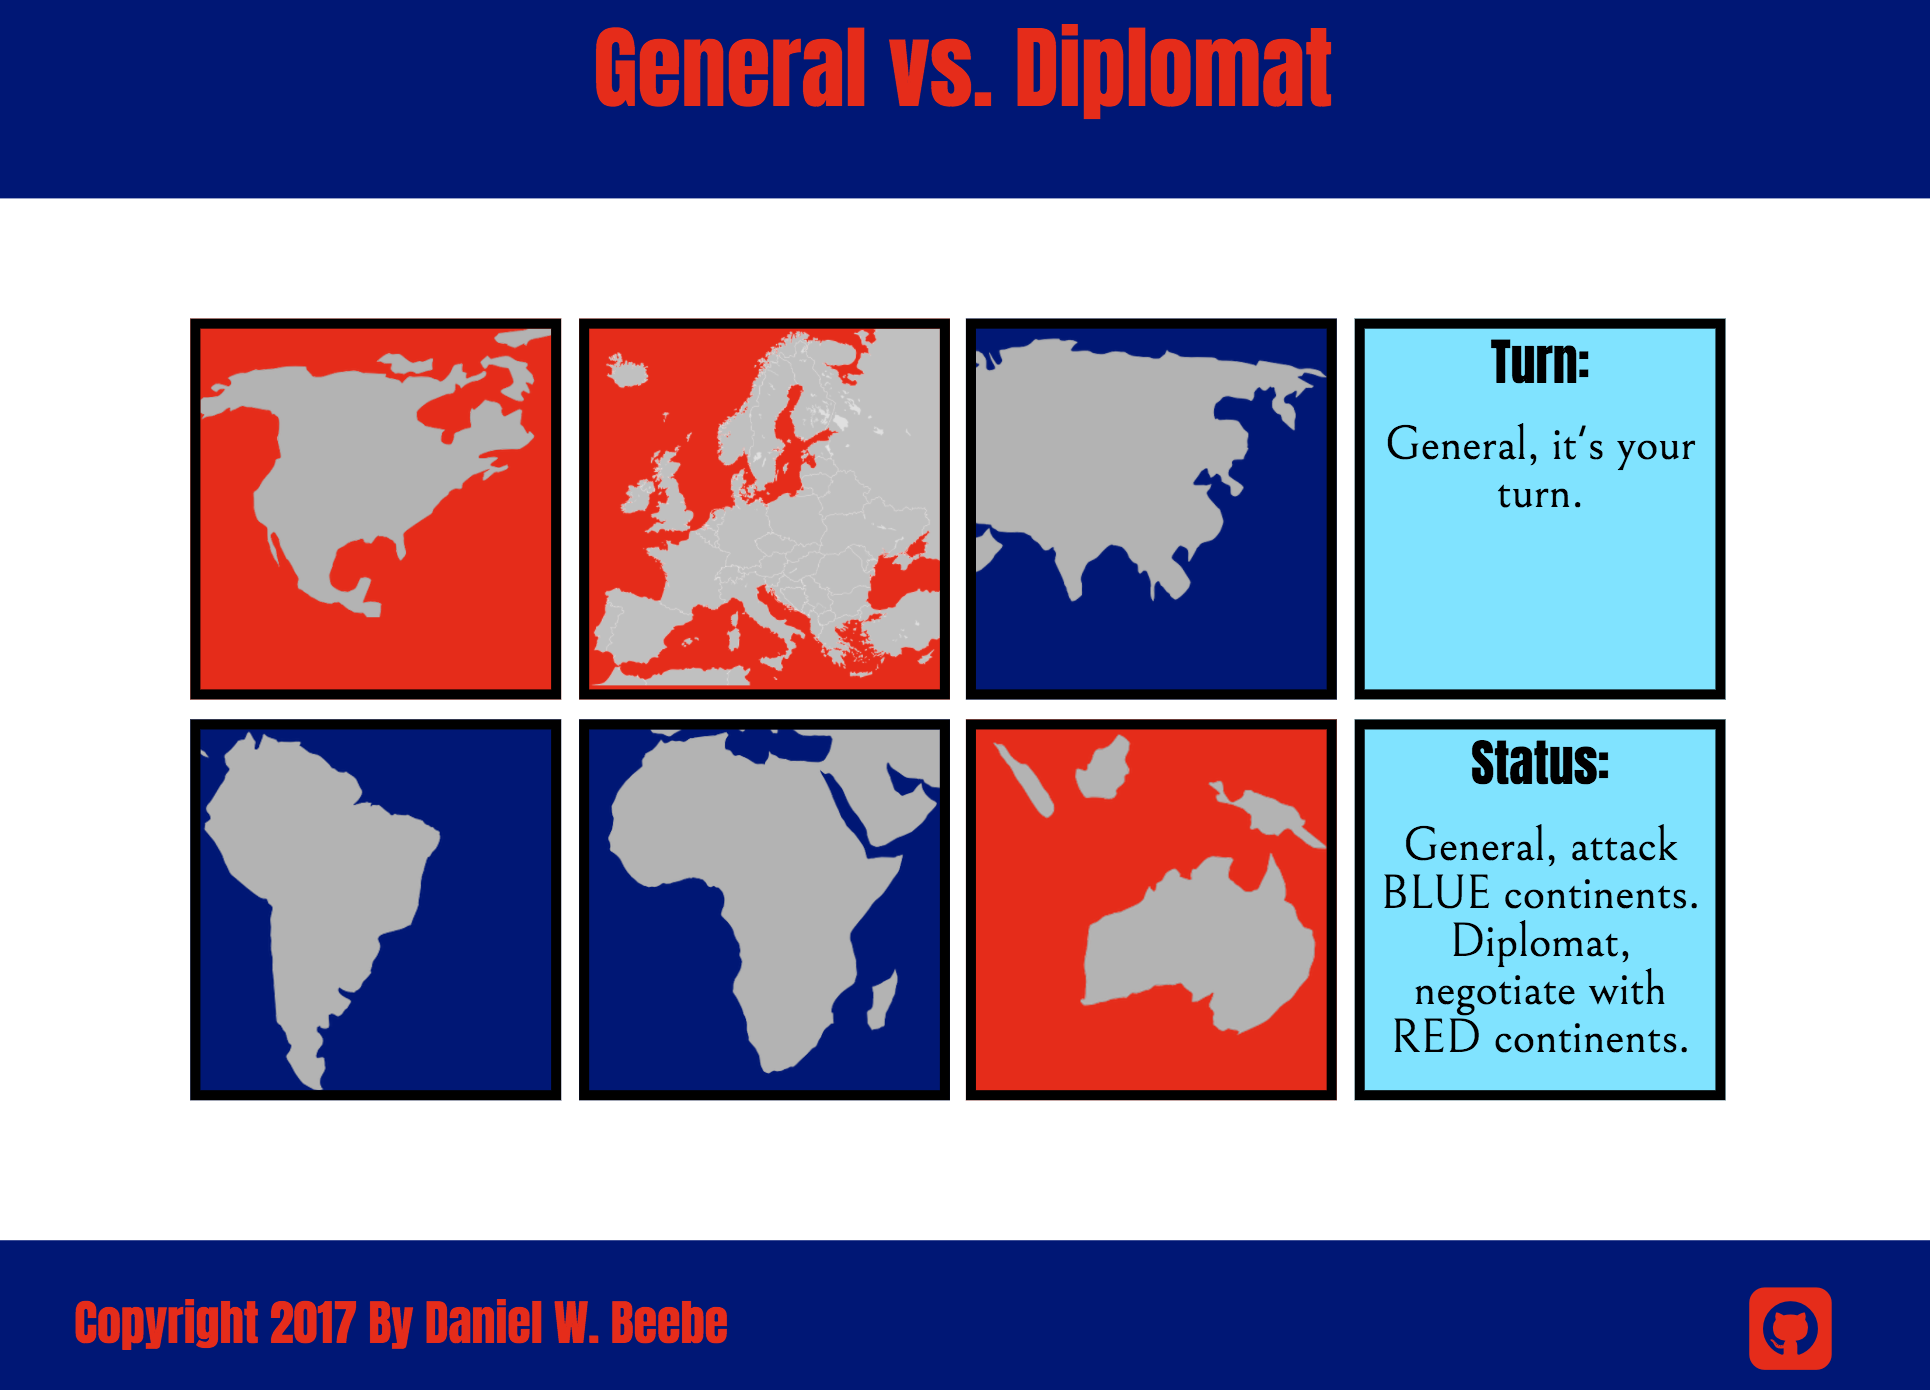 General vs. Diplomat
Turn:
General, it's your
turn.
Status:
General, attack
BLUE continents.
Diplomat,
negotiate with
RED continents.
Copyright 2017 By Daniel W. Beebe